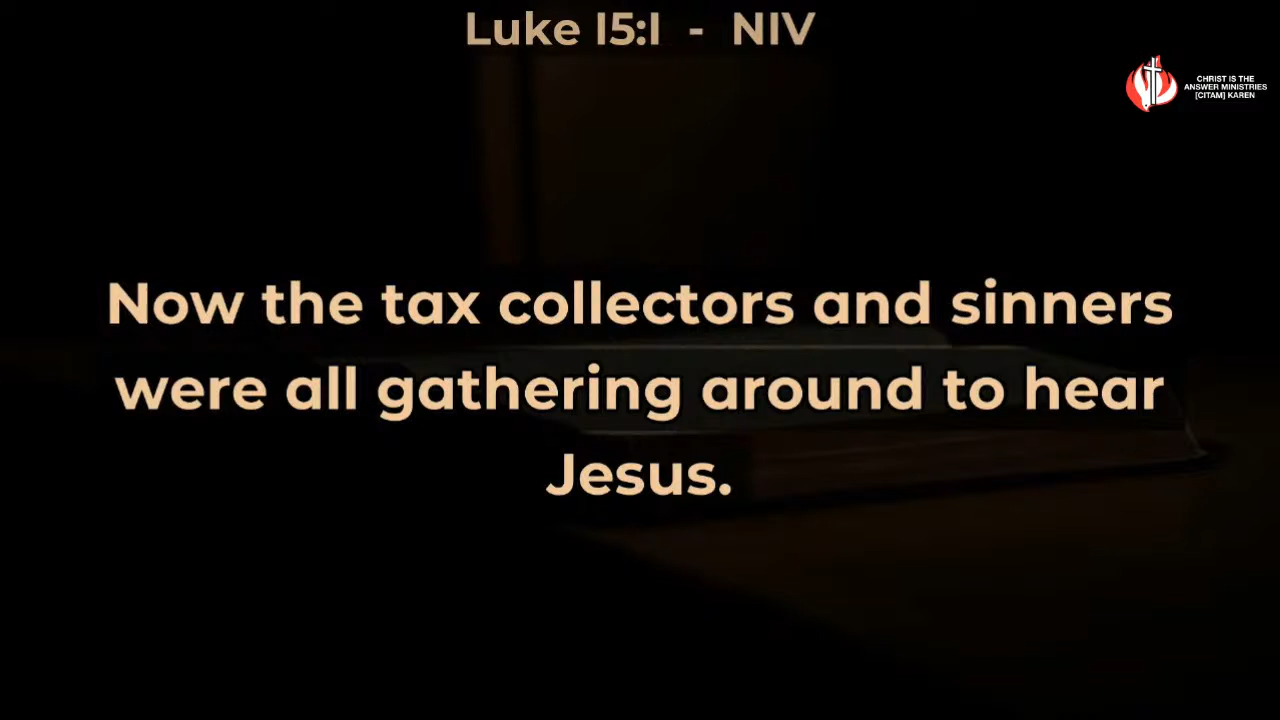 Luke 15:1 - NIV
CHRIST IS THE
ANSWER MINISTRIES
[CITAM] KAREN
Now the tax collectors and sinners
were all gathering around to hear
Jesus.